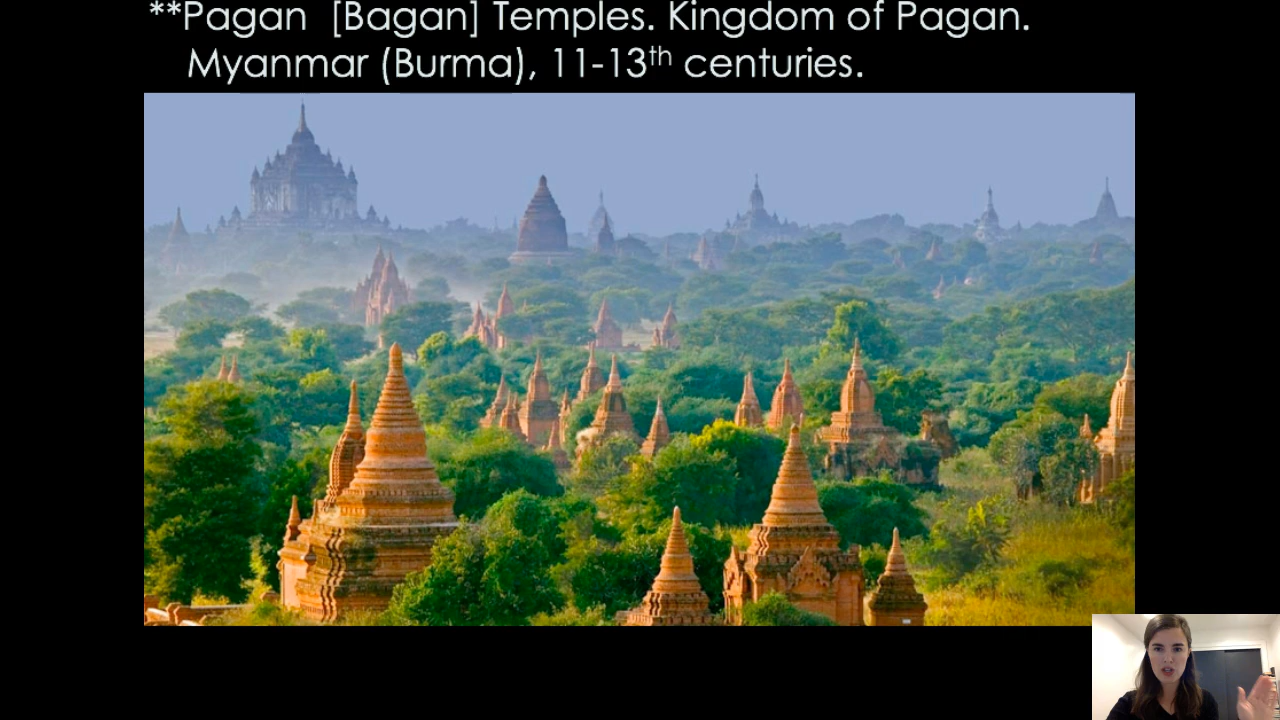 **Pagan [Bagan] Temples. Kingdom of Pagan.
Myanmar (Burma), 11-13th centuries.